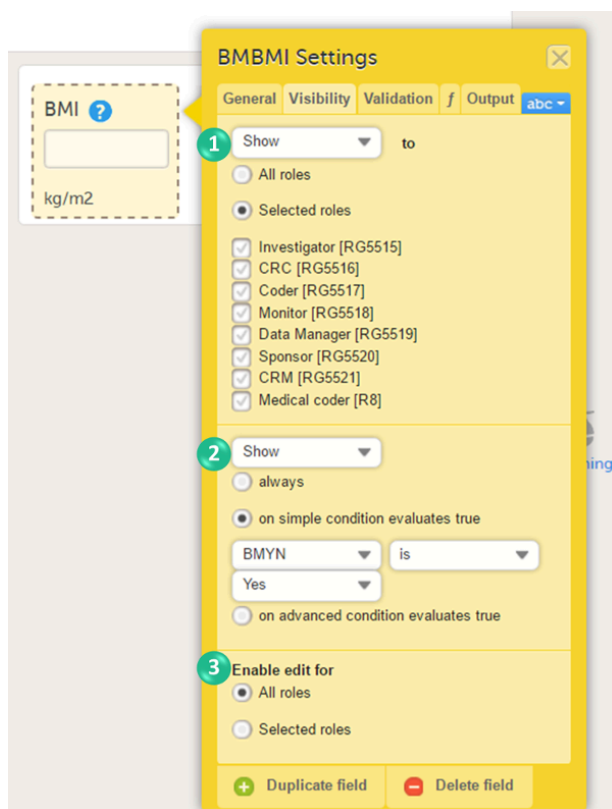 BMBMI Settings
General Visibility Validation f Output abc
BMI ?
kg/m2
1 Show to
All roles
Selected roles
Investigator [RG5515]
CRC [RG5516]
Coder [RG5517]
Monitor [RG5518]
Data Manager [RG5519]
Sponsor [RG5520]
CRM [RG5521]
Medical coder [R8]
2 Show
always
on simple condition evaluates true
BMYN is
Yes
on advanced condition evaluates true
3 Enable edit for
All roles
Selected roles
Duplicate field Delete field